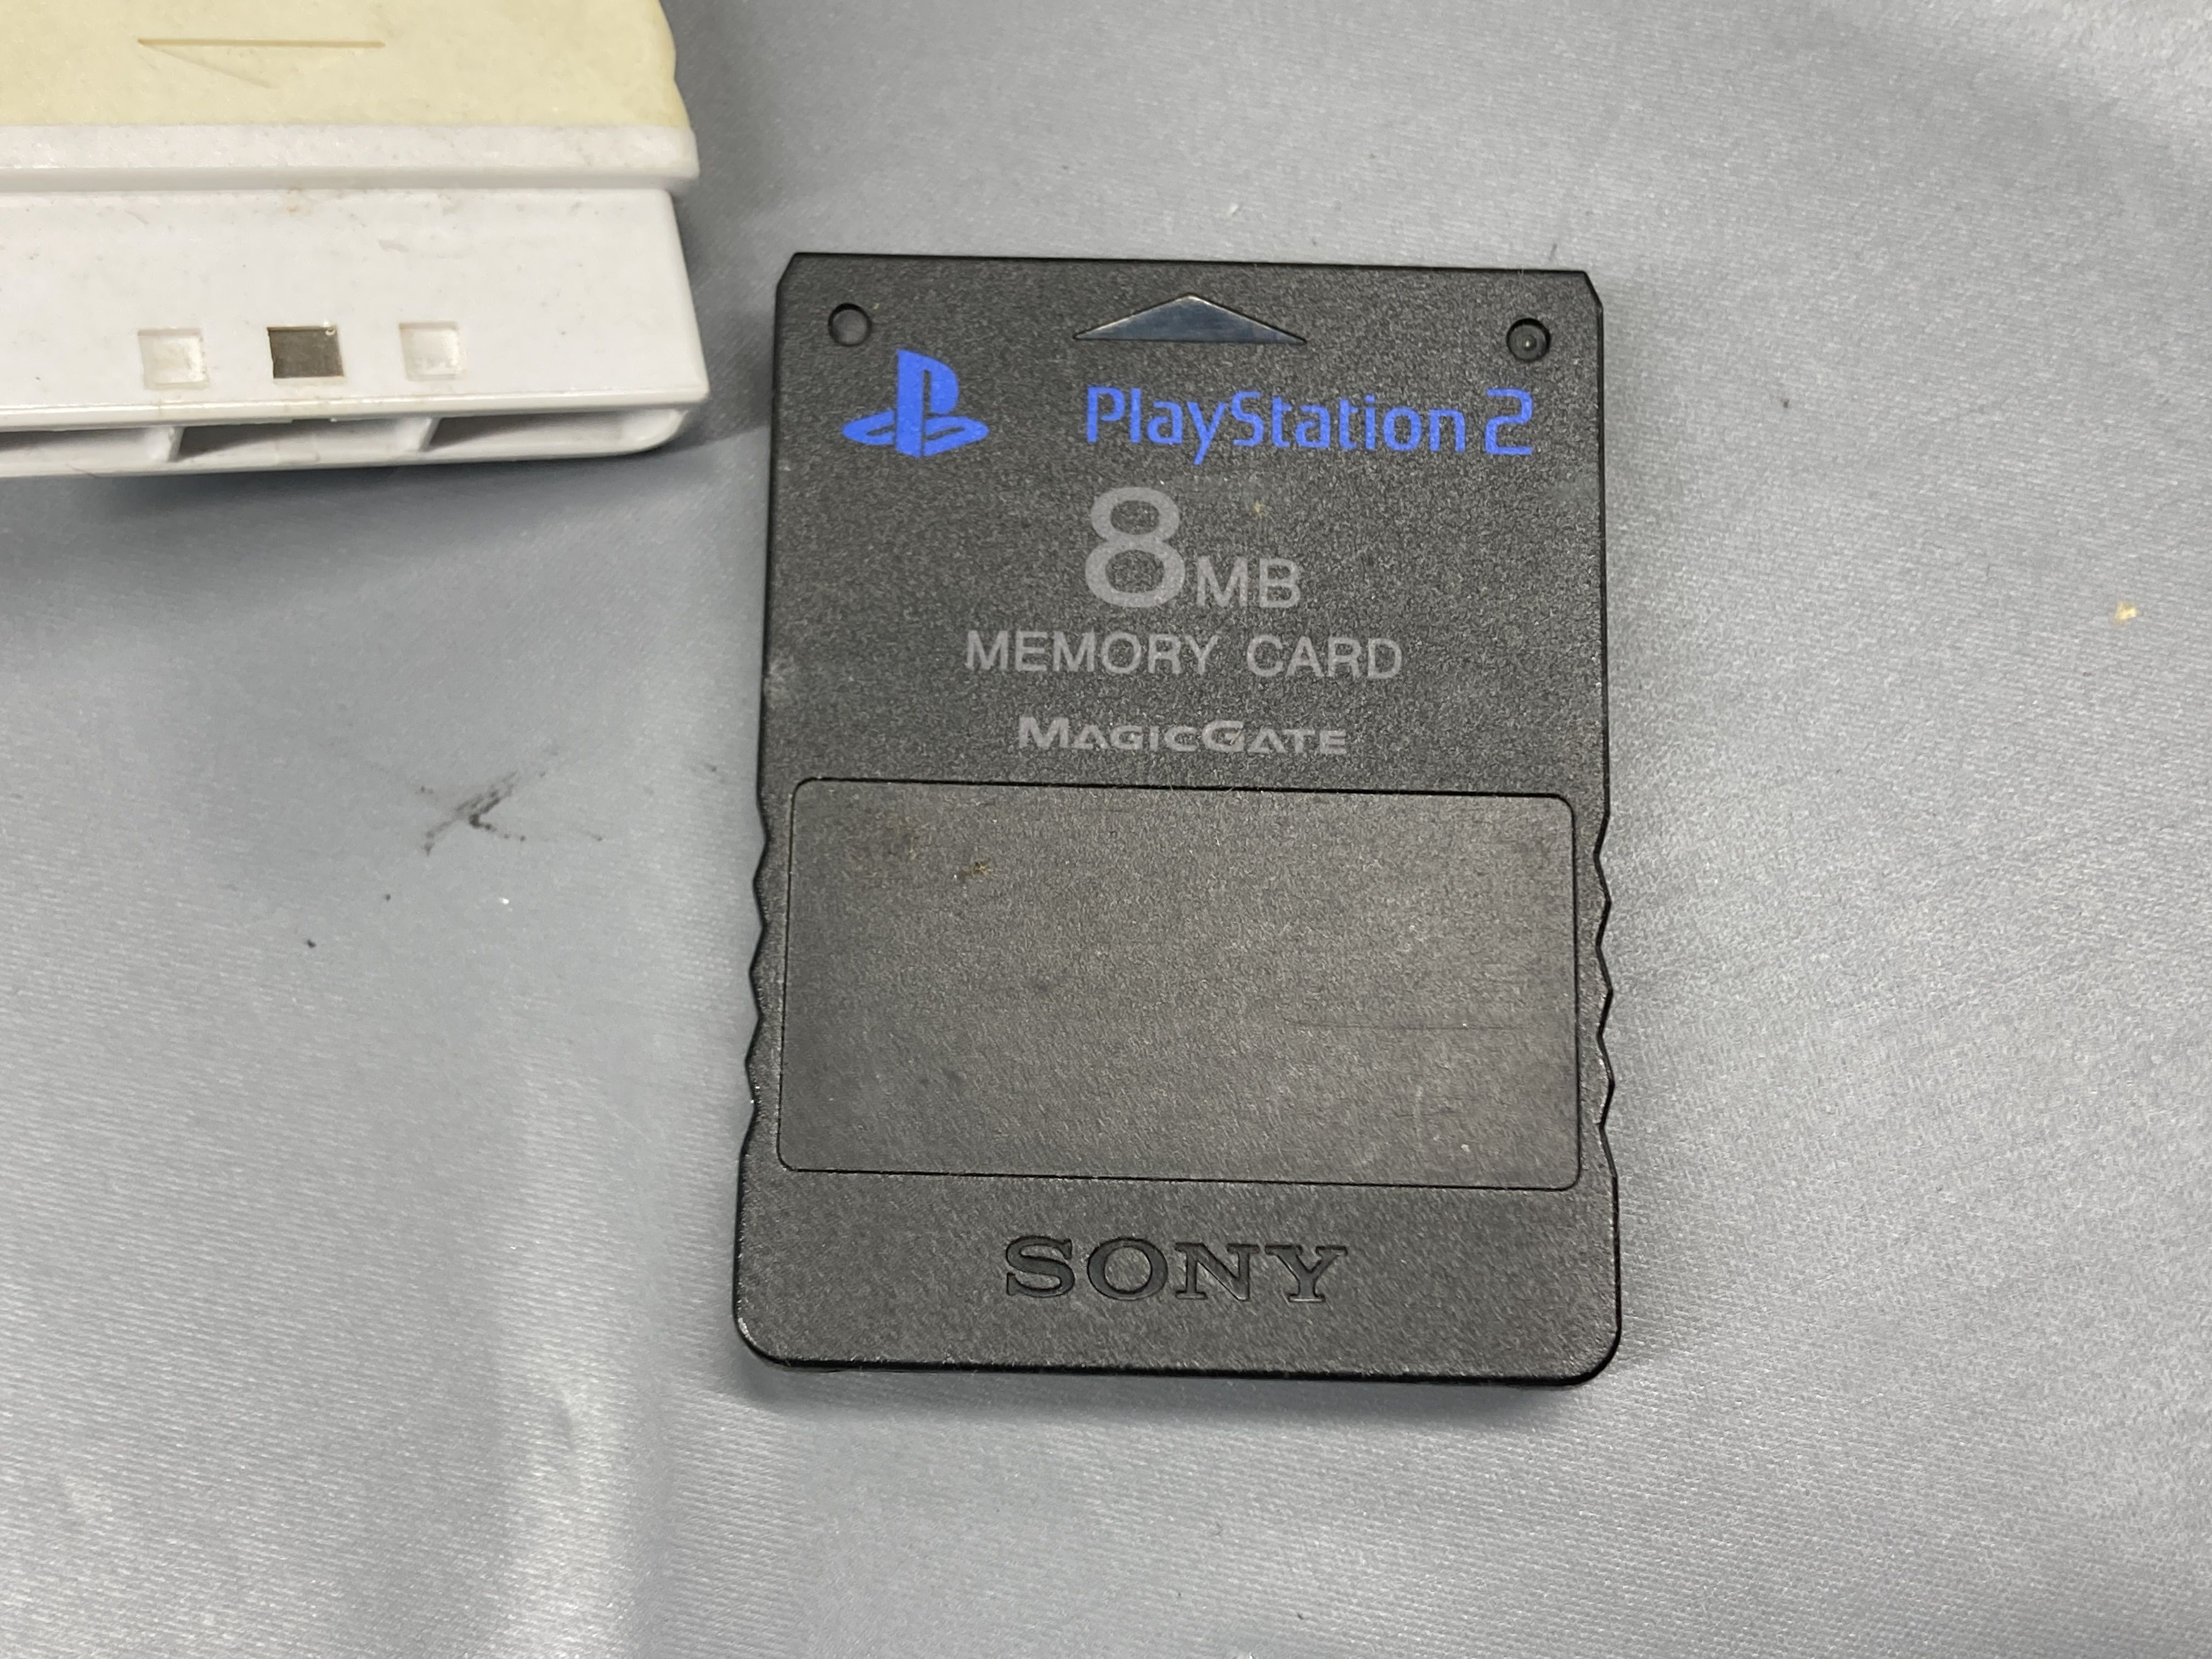 PlayStation 2
8MB
MEMORY CARD
MAGICGATE
SONY